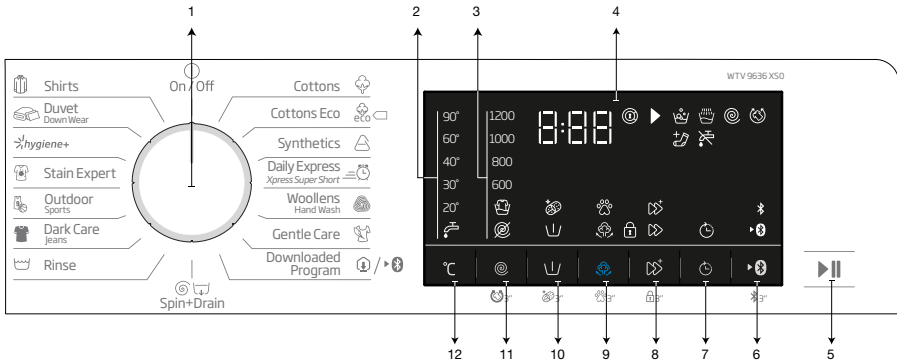 1
2
3
4
WTV 9636 XS0
On / Off
Shirts
Duvet
Down Wear
hygiene+
Stain Expert
Outdoor
Sports
Dark Care
Jeans
Rinse
Spin+Drain
Cottons
Cottons Eco
eco
Synthetics
Daily Express
Xpress Super Short
Woollens
Hand Wash
Gentle Care
Downloaded
Program
/
90°
60°
40°
30°
20°
1200
1000
800
600
8:88
°C
3"
3"
3"
3"
3"
12
11
10
9
8
7
6
5